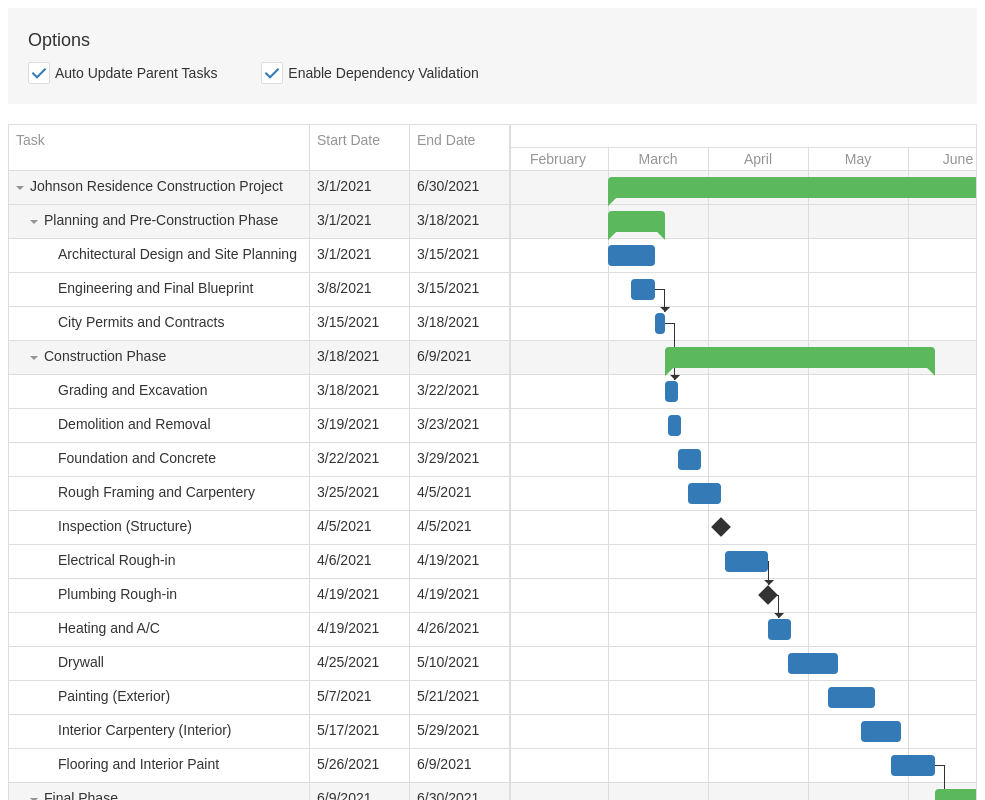 Options
Auto Update Parent Tasks Enable Dependency Validation
Task Start Date End Date
February March April May June
Johnson Residence Construction Project 3/1/2021 6/30/2021
Planning and Pre-Construction Phase 3/1/2021 3/18/2021
Architectural Design and Site Planning 3/1/2021 3/15/2021
Engineering and Final Blueprint 3/8/2021 3/15/2021
City Permits and Contracts 3/15/2021 3/18/2021
Construction Phase 3/18/2021 6/9/2021
Grading and Excavation 3/18/2021 3/22/2021
Demolition and Removal 3/19/2021 3/23/2021
Foundation and Concrete 3/22/2021 3/29/2021
Rough Framing and Carpentery 3/25/2021 4/5/2021
Inspection (Structure) 4/5/2021 4/5/2021
Electrical Rough-in 4/6/2021 4/19/2021
Plumbing Rough-in 4/19/2021 4/19/2021
Heating and A/C 4/19/2021 4/26/2021
Drywall 4/25/2021 5/10/2021
Painting (Exterior) 5/7/2021 5/21/2021
Interior Carpentery (Interior) 5/17/2021 5/29/2021
Flooring and Interior Paint 5/26/2021 6/9/2021
Final Phase 6/9/2021 6/30/2021